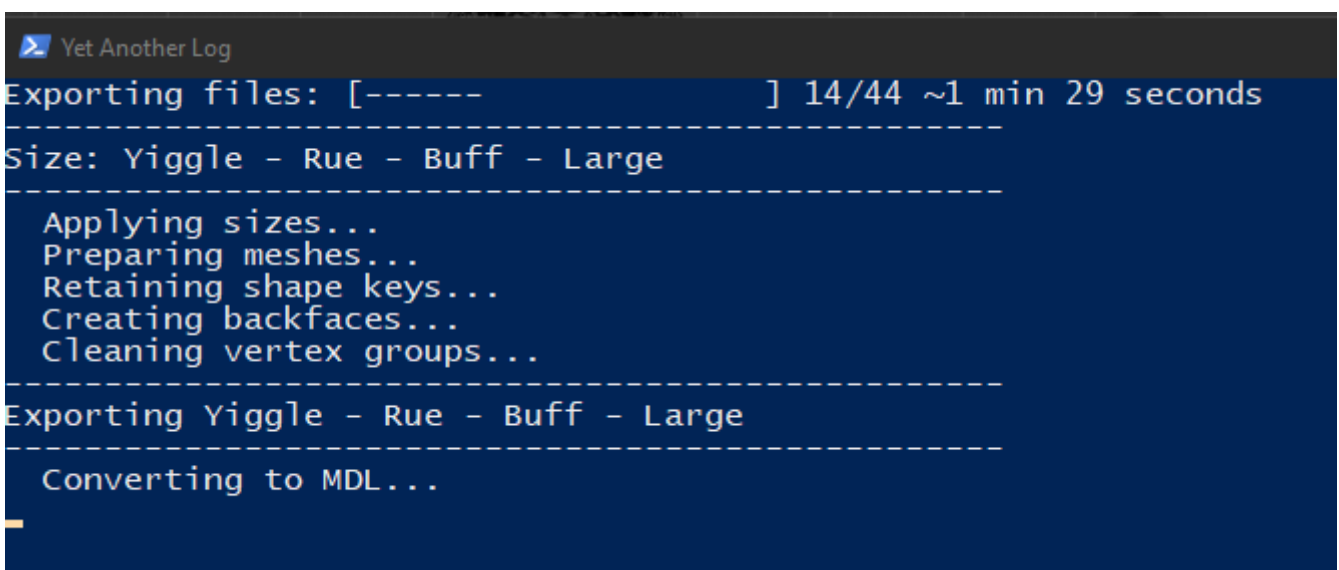 Yet Another Log
Exporting files: [------              ] 14/44 ~1 min 29 seconds
--------------------------------------------------
Size: Yiggle - Rue - Buff - Large
--------------------------------------------------
  Applying sizes...
  Preparing meshes...
  Retaining shape keys...
  Creating backfaces...
  Cleaning vertex groups...
--------------------------------------------------
Exporting Yiggle - Rue - Buff - Large
--------------------------------------------------
  Converting to MDL...